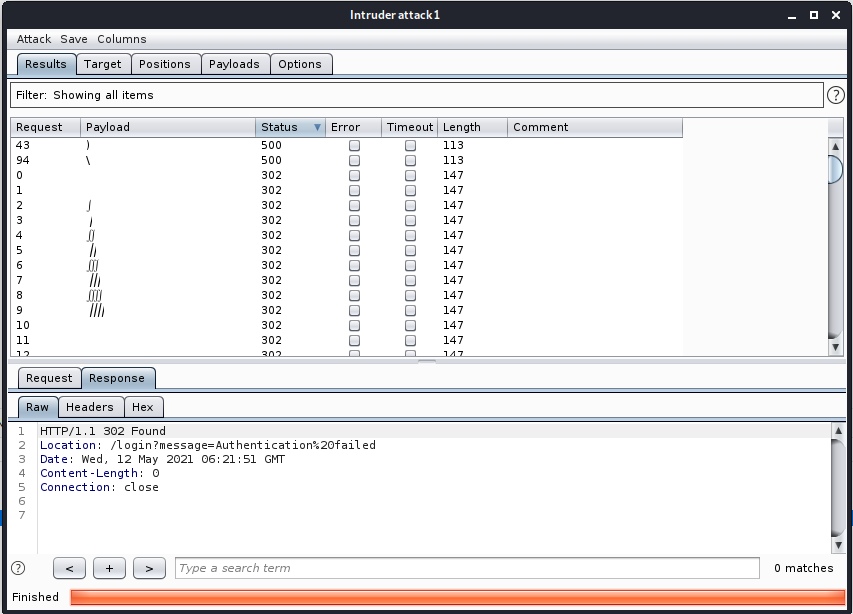 Intruder attack1
Attack Save Columns
Results Target Positions Payloads Options
Filter: Showing all items
?
Request Payload Status Error Timeout Length Comment
43 ) 500 113
94 \ 500 113
0 302 147
1 302 147
2 302 147
3 302 147
4 302 147
5 302 147
6 302 147
7 302 147
8 302 147
9 302 147
10 302 147
11 302 147
12 302 147
Request Response
Raw Headers Hex
1 HTTP/1.1 302 Found
2 Location: /login?message=Authentication%20failed
3 Date: Wed, 12 May 2021 06:21:51 GMT
4 Content-Length: 0
5 Connection: close
6
7
? < + > Type a search term 0 matches
Finished